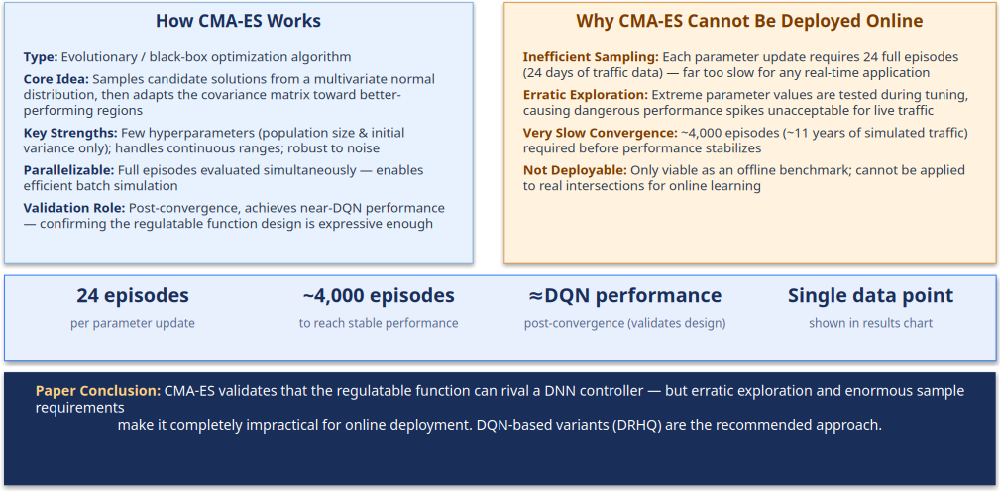 How CMA-ES Works
Type: Evolutionary / black-box optimization algorithm
Core Idea: Samples candidate solutions from a multivariate normal
distribution, then adapts the covariance matrix toward better-
performing regions
Key Strengths: Few hyperparameters (population size & initial
variance only); handles continuous ranges; robust to noise
Parallelizable: Full episodes evaluated simultaneously — enables
efficient batch simulation
Validation Role: Post-convergence, achieves near-DQN performance
— confirming the regulatable function design is expressive enough
Why CMA-ES Cannot Be Deployed Online
Inefficient Sampling: Each parameter update requires 24 full episodes
(24 days of traffic data) — far too slow for any real-time application
Erratic Exploration: Extreme parameter values are tested during tuning,
causing dangerous performance spikes unacceptable for live traffic
Very Slow Convergence: ~4,000 episodes (~11 years of simulated traffic)
required before performance stabilizes
Not Deployable: Only viable as an offline benchmark; cannot be applied
to real intersections for online learning
24 episodes
per parameter update
~4,000 episodes
to reach stable performance
≈DQN performance
post-convergence (validates design)
Single data point
shown in results chart
Paper Conclusion: CMA-ES validates that the regulatable function can rival a DNN controller — but erratic exploration and enormous sample
requirements
make it completely impractical for online deployment. DQN-based variants (DRHQ) are the recommended approach.